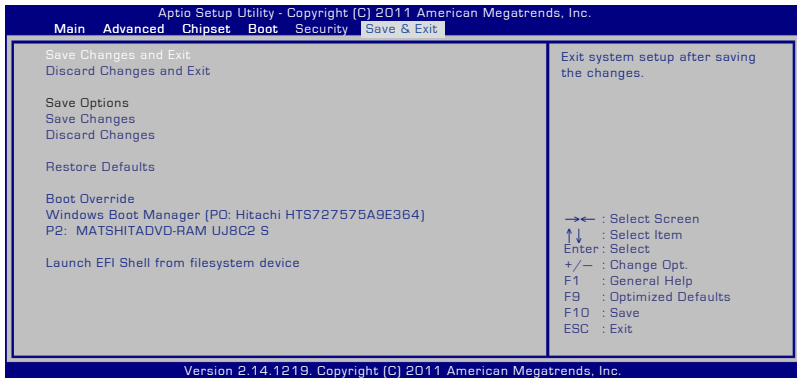 Aptio Setup Utility - Copyright (C) 2011 American Megatrends, Inc.
Main Advanced Chipset Boot Security Save & Exit
Save Changes and Exit
Discard Changes and Exit
Save Options
Save Changes
Discard Changes
Restore Defaults
Boot Override
Windows Boot Manager (P0: Hitachi HTS727575A9E364)
P2: MATSHITADVD-RAM UJ8C2 S
Launch EFI Shell from filesystem device
Exit system setup after saving
the changes.
→← : Select Screen
↑↓ : Select Item
Enter : Select
+/— : Change Opt.
F1 : General Help
F9 : Optimized Defaults
F10 : Save
ESC : Exit
Version 2.14.1219. Copyright (C) 2011 American Megatrends, Inc.